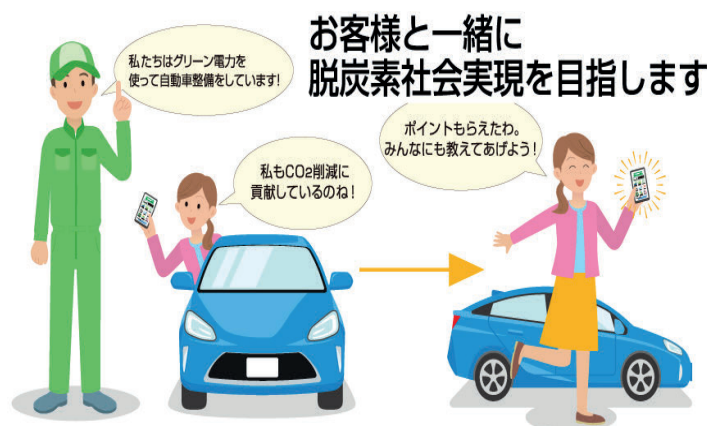 お客様と一緒に
脱炭素社会実現を目指します
私たちはグリーン電力を
使って自動車整備をしています!
私もCO2削減に
貢献しているのね!
ポイントもらえたわ。
みんなにも教えてあげよう!